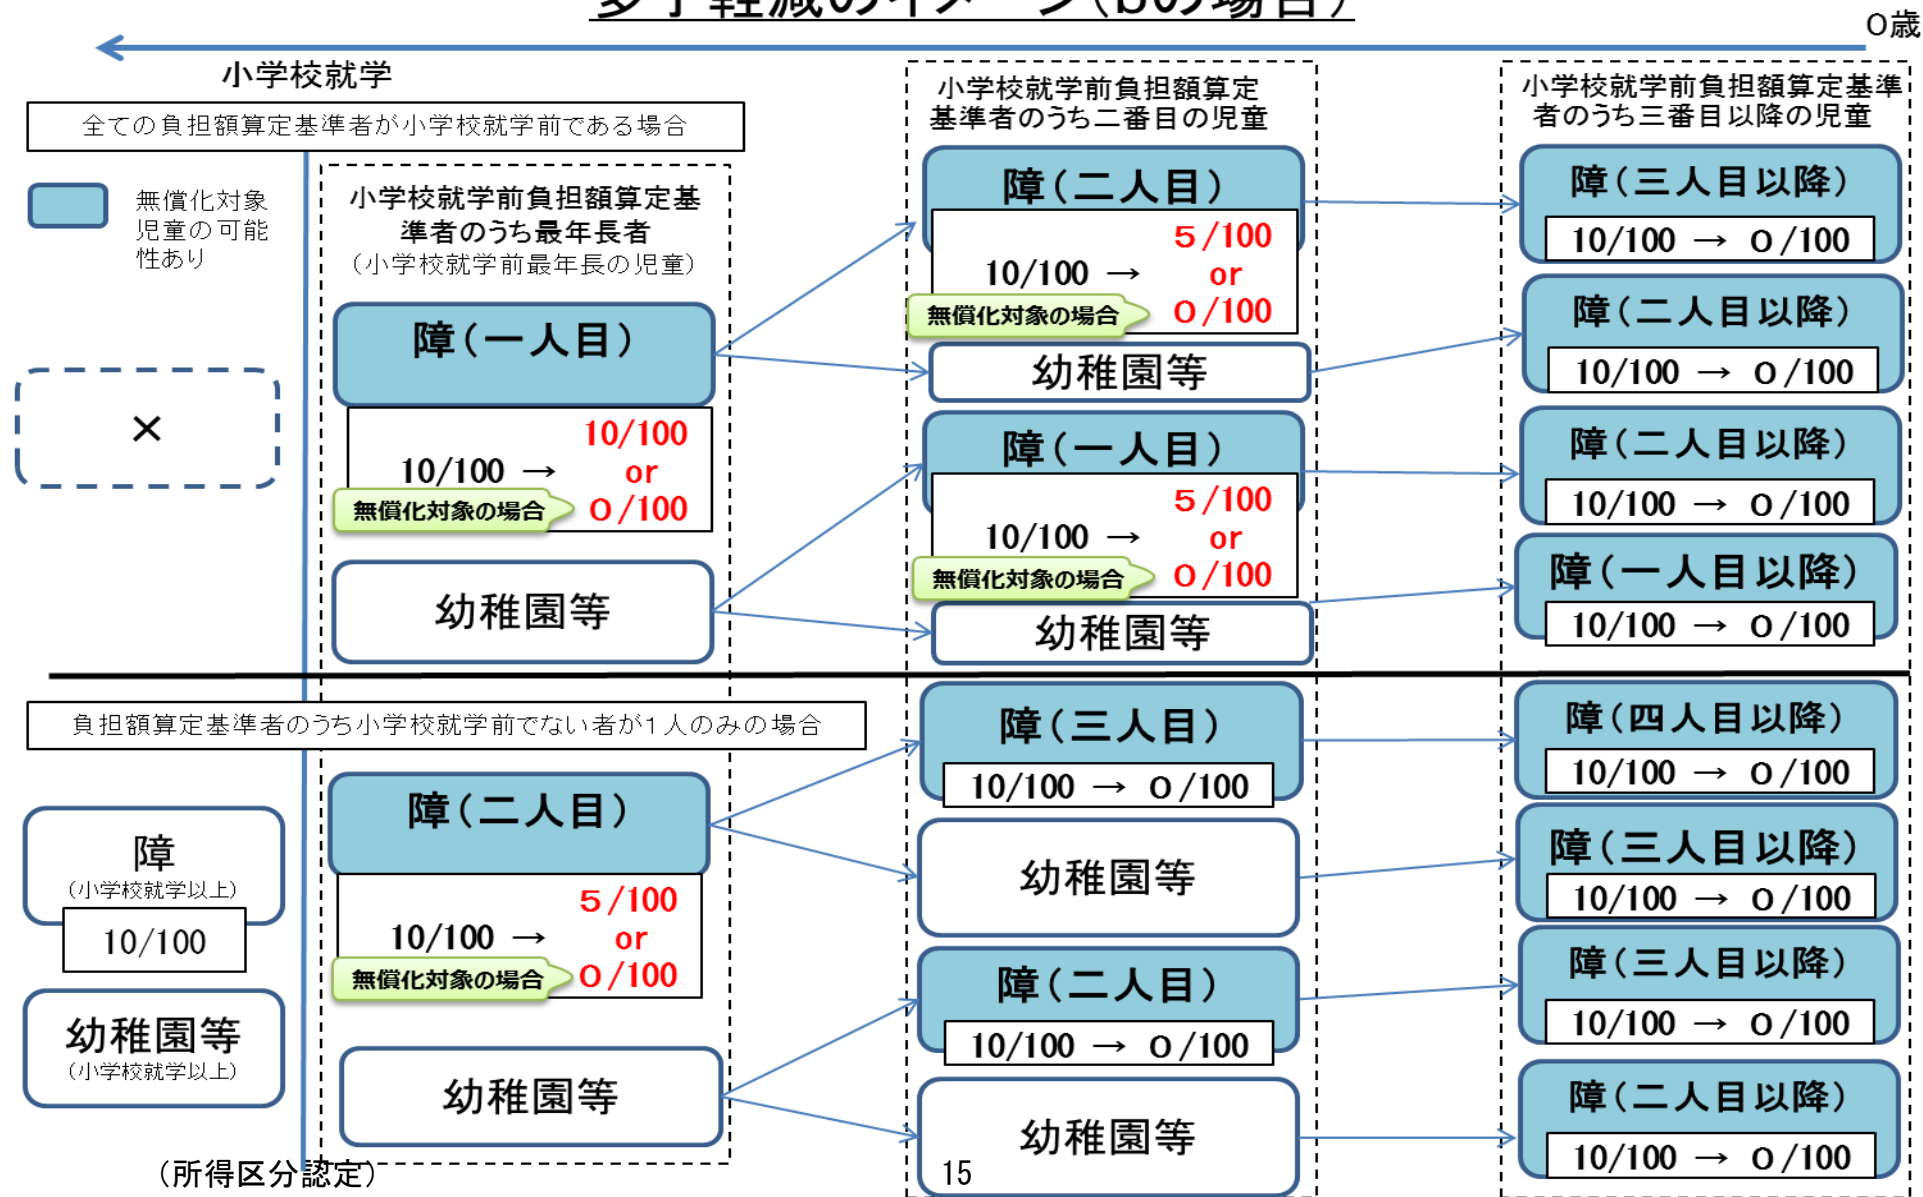 多子軽減のイメージ（bの場合）
0歳
小学校就学
全ての負担額算定基準者が小学校就学前である場合
無償化対象
児童の可能
性あり
×
小学校就学前負担額算定基
準者のうち最年長者
（小学校就学前最年長の児童）
障（一人目）
10/100 → 10/100
or
0/100
無償化対象の場合
幼稚園等
小学校就学前負担額算定
基準者のうち二番目の児童
障（二人目）
10/100 → 5/100
or
0/100
無償化対象の場合
幼稚園等
障（一人目）
10/100 → 5/100
or
0/100
無償化対象の場合
幼稚園等
小学校就学前負担額算定基準
者のうち三番目以降の児童
障（三人目以降）
10/100 → 0/100
障（二人目以降）
10/100 → 0/100
障（二人目以降）
10/100 → 0/100
障（一人目以降）
10/100 → 0/100
負担額算定基準者のうち小学校就学前でない者が１人のみの場合
障
（小学校就学以上）
10/100
幼稚園等
（小学校就学以上）
障（二人目）
10/100 → 5/100
or
0/100
無償化対象の場合
幼稚園等
障（三人目）
10/100 → 0/100
幼稚園等
障（二人目）
10/100 → 0/100
幼稚園等
障（四人目以降）
10/100 → 0/100
障（三人目以降）
10/100 → 0/100
障（三人目以降）
10/100 → 0/100
障（二人目以降）
10/100 → 0/100
（所得区分認定）
15